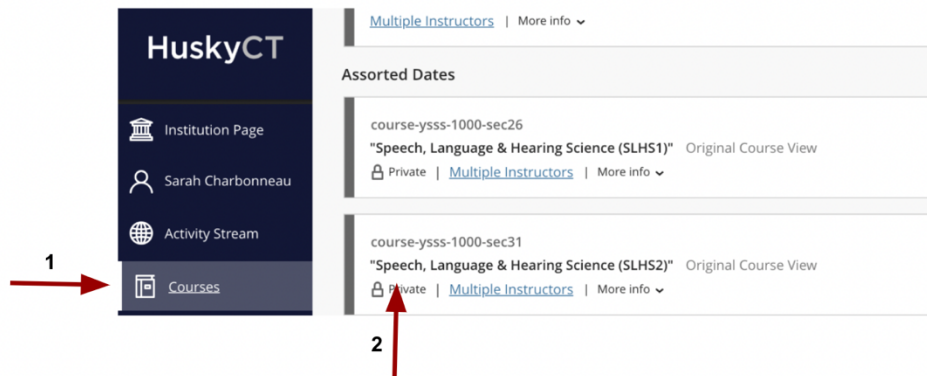 Multiple Instructors | More info
HuskyCT
Institution Page
Sarah Charbonneau
Activity Stream
1
Courses
Assorted Dates
course-ysss-1000-sec26
"Speech, Language & Hearing Science (SLHS1)" Original Course View
Private | Multiple Instructors | More info
course-ysss-1000-sec31
"Speech, Language & Hearing Science (SLHS2)" Original Course View
Private | Multiple Instructors | More info
2